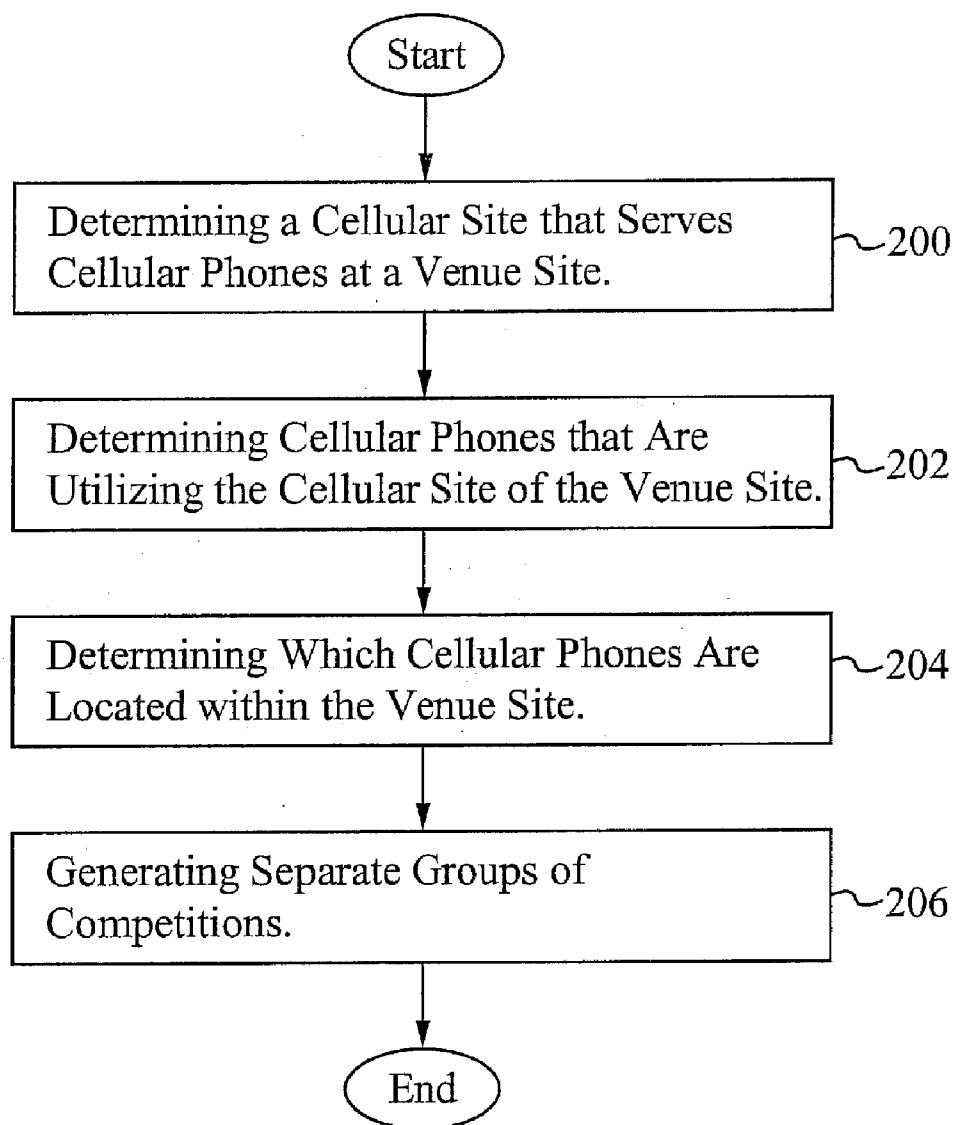 Start
Determining a Cellular Site that Serves
Cellular Phones at a Venue Site.
200
Determining Cellular Phones that Are
Utilizing the Cellular Site of the Venue Site.
202
Determining Which Cellular Phones Are
Located within the Venue Site.
204
Generating Separate Groups of
Competitions.
206
End